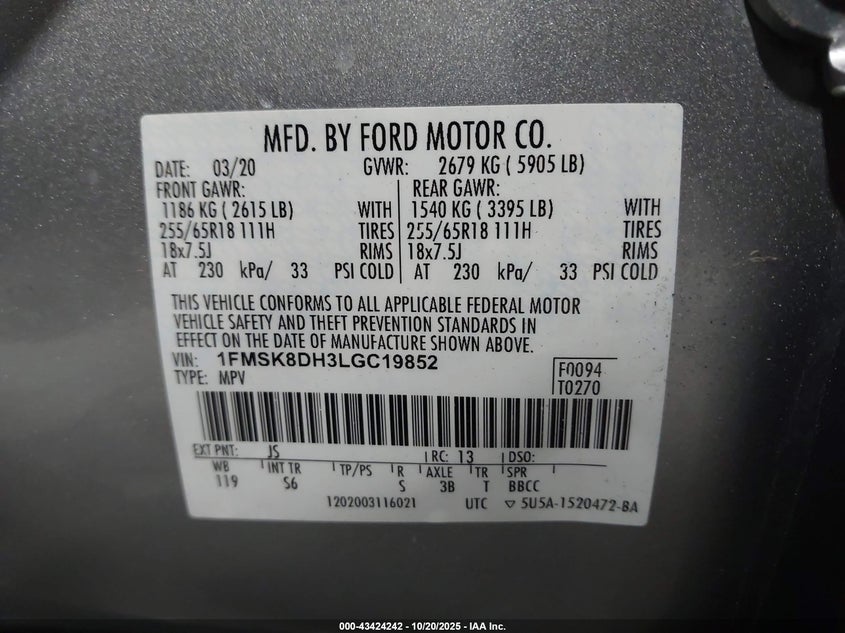 MFD. BY FORD MOTOR CO.
DATE: 03/20 GVWR: 2679 KG ( 5905 LB)
FRONT GAWR: REAR GAWR:
1186 KG ( 2615 LB) WITH 1540 KG ( 3395 LB) WITH
255/65R18 111H TIRES 255/65R18 111H TIRES
18x7.5J RIMS 18x7.5J RIMS
AT 230 kPa/ 33 PSI COLD AT 230 kPa/ 33 PSI COLD
THIS VEHICLE CONFORMS TO ALL APPLICABLE FEDERAL MOTOR
VEHICLE SAFETY AND THEFT PREVENTION STANDARDS IN
EFFECT ON THE DATE OF MANUFACTURE SHOWN ABOVE.
VIN: 1FMSK8DH3LGC19852
TYPE: MPV
F0094
T0270
EXT PNT: JS RC: 13 DSO:
WB INT TR TP/PS R AXLE TR SPR
119 S6 S 3B T BBCC
1202003116021 UTC ▽ 5U5A-1520472-BA
000-43424242 - 10/20/2025 - IAA Inc.